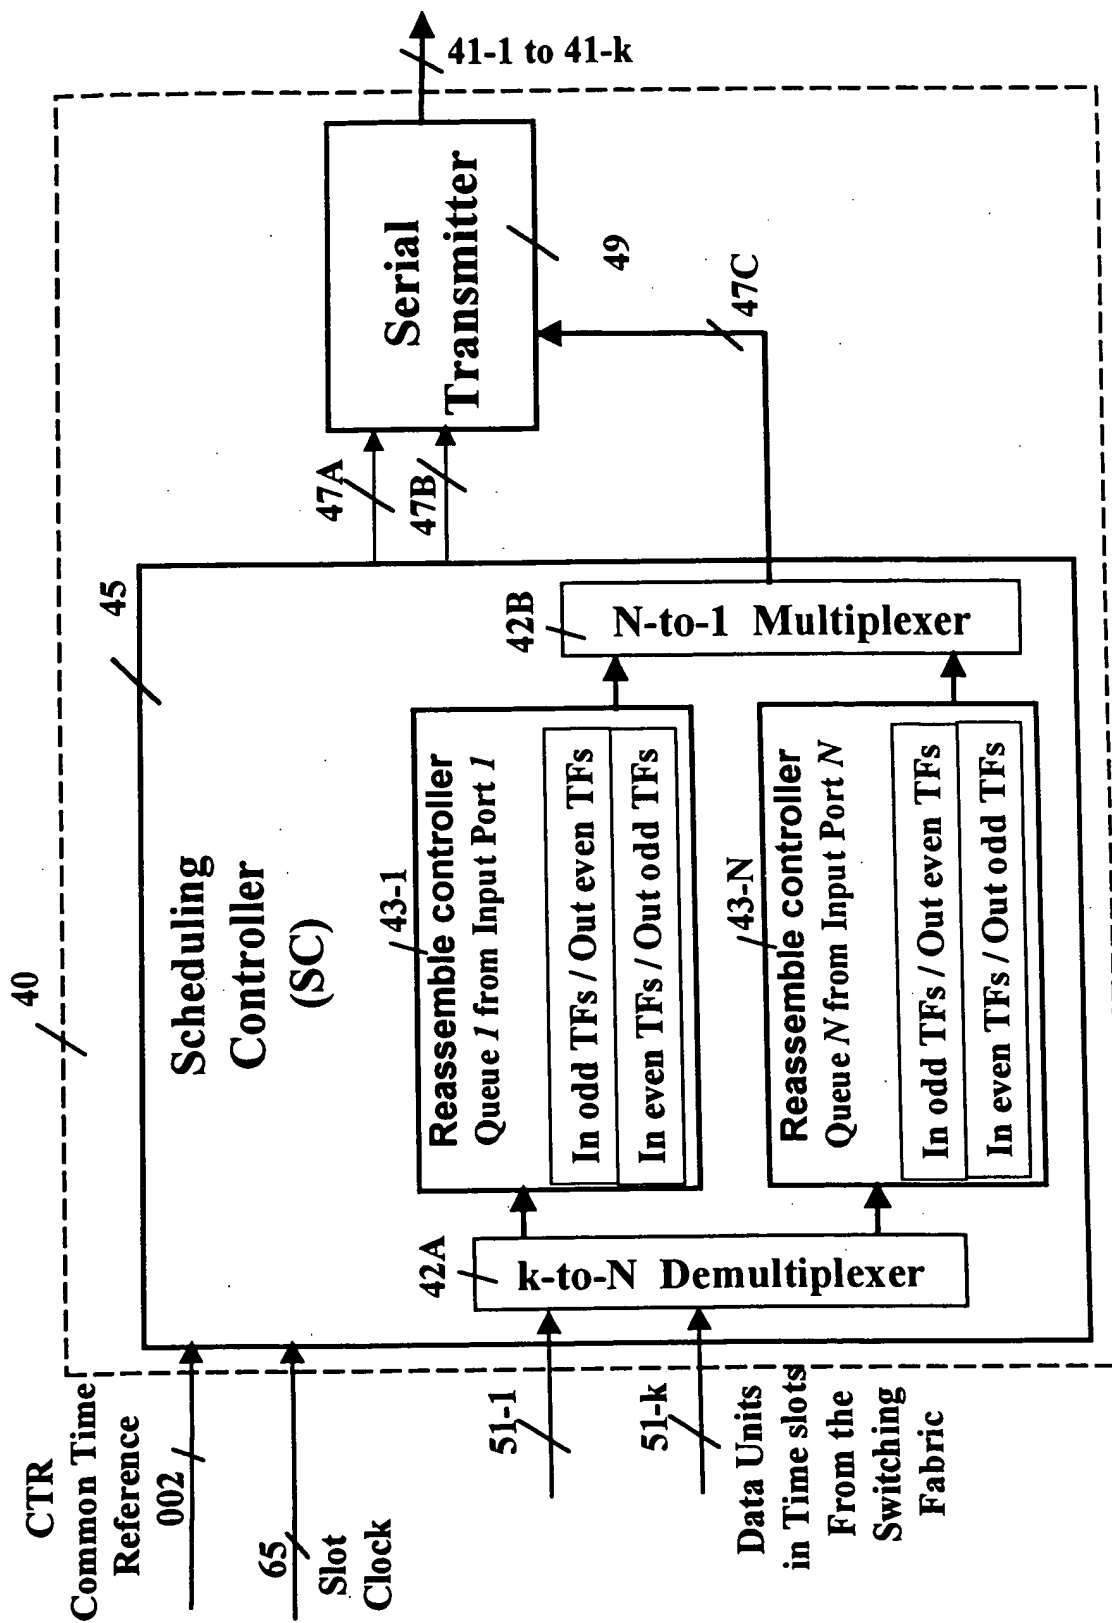 40
45
Scheduling
Controller
(SC)
CTR
Common Time
Reference
002
65
Slot
Clock
51-1
51-k
Data Units
in Time slots
From the
Switching
Fabric
42A
k-to-N Demultiplexer
43-1
Reassemble controller
Queue 1 from Input Port 1
In odd TFs / Out even TFs
In even TFs / Out odd TFs
43-N
Reassemble controller
Queue N from Input Port N
In odd TFs / Out even TFs
In even TFs / Out odd TFs
42B
N-to-1 Multiplexer
47A
47B
47C
Serial
Transmitter
49
41-1 to 41-k